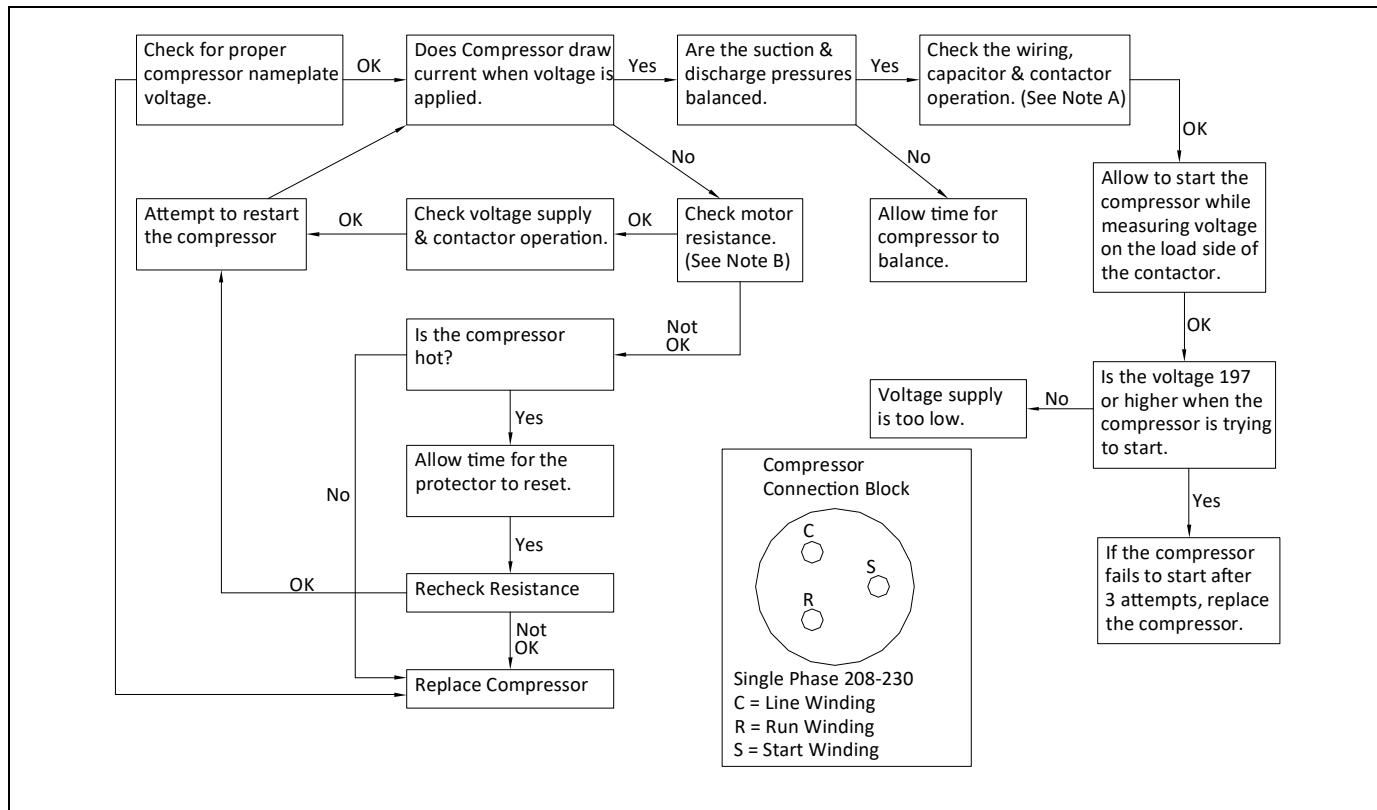 Check for proper
compressor nameplate
voltage.
OK
Does Compressor draw
current when voltage is
applied.
Yes
Are the suction &
discharge pressures
balanced.
Yes
Check the wiring,
capacitor & contactor
operation. (See Note A)
OK
No
No
Attempt to restart
the compressor
OK
Check voltage supply
& contactor operation.
OK
Check motor
resistance.
(See Note B)
Allow time for
compressor to
balance.
Allow to start the
compressor while
measuring voltage
on the load side of
the contactor.
OK
Not
OK
Is the compressor
hot?
Yes
No
Allow time for the
protector to reset.
Yes
OK
Recheck Resistance
Not
OK
Replace Compressor
Voltage supply
is too low.
No
Is the voltage 197
or higher when the
compressor is trying
to start.
Yes
If the compressor
fails to start after
3 attempts, replace
the compressor.
Compressor
Connection Block
C
S
R
Single Phase 208-230
C = Line Winding
R = Run Winding
S = Start Winding